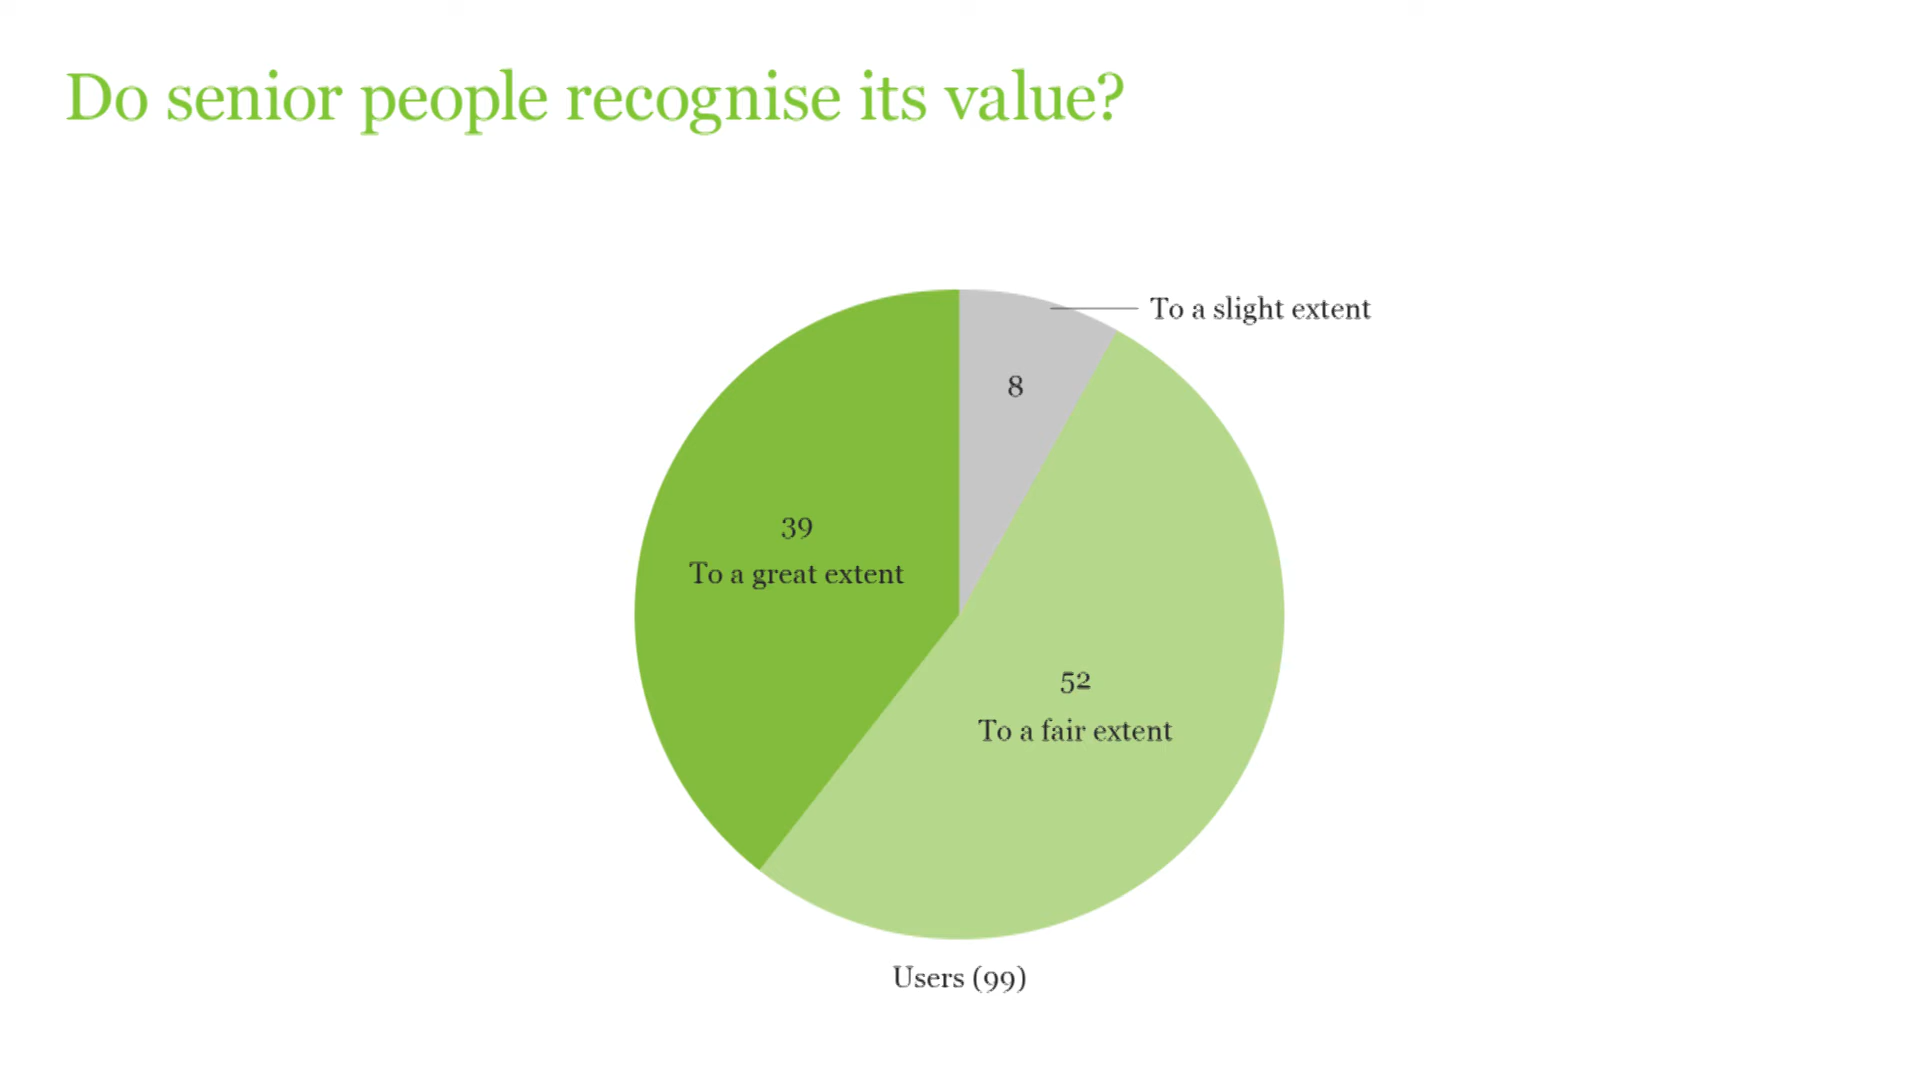 Do senior people recognise its value?
To a slight extent
8
39
To a great extent
52
To a fair extent
Users (99)